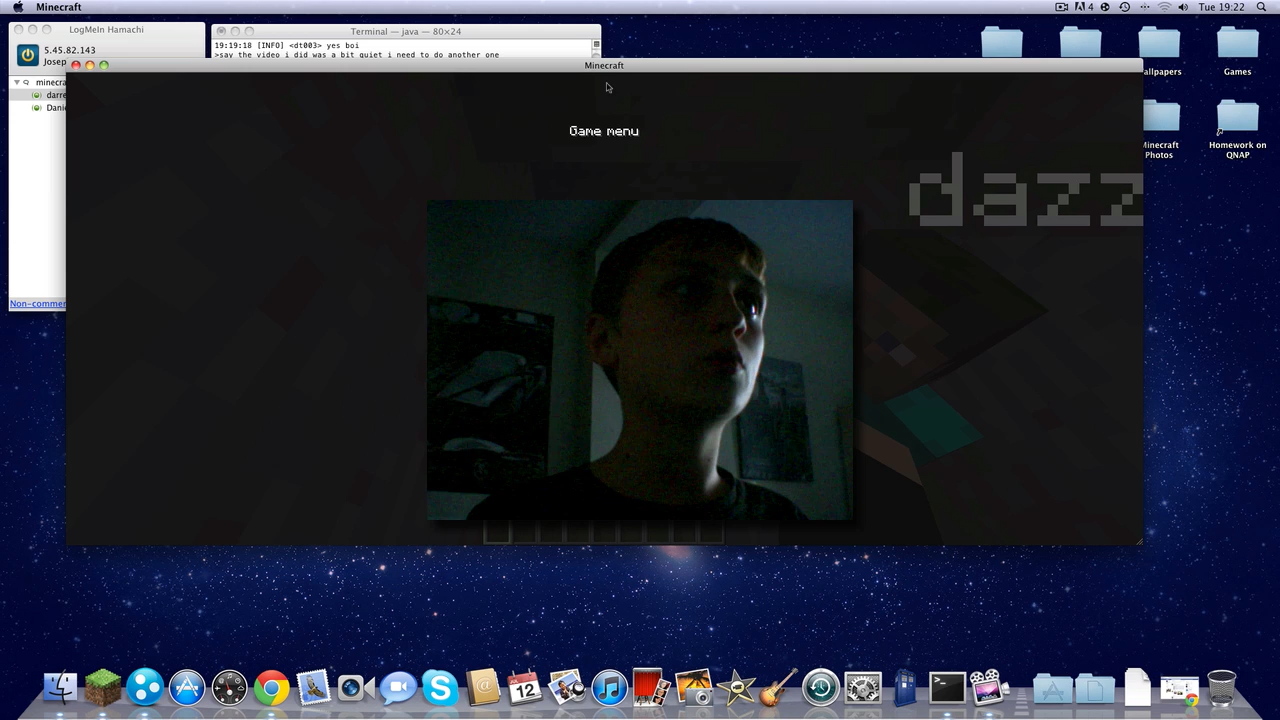 Minecraft
4
Tue 19:22
LogMeIn Hamachi
5.45.82.143
Josep
minecra
darre
Danie
Non-commer
Terminal — java — 80×24
19:19:18 [INFO] <dt003> yes boi
>say the video i did was a bit quiet i need to do another one
Minecraft
Game menu
dazz
allpapers
Games
Minecraft
Photos
Homework on
QNAP
12